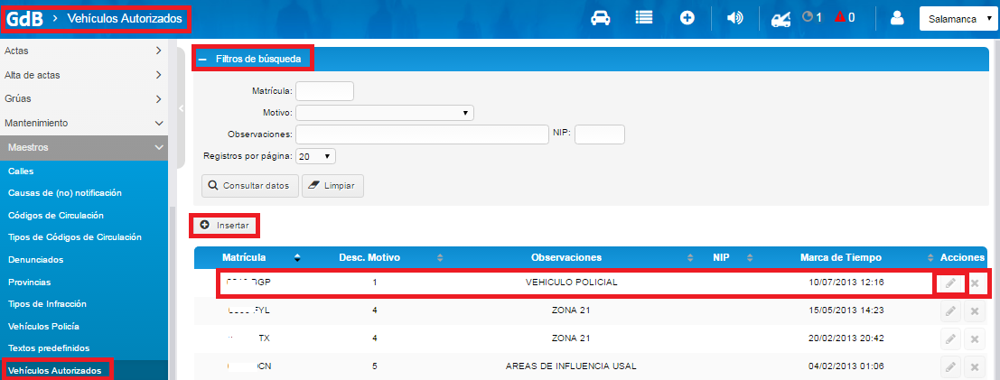 GdB > Vehículos Autorizados
1 0 Salamanca
Actas
Alta de actas
Grúas
Mantenimiento
Maestros
Calles
Causas de (no) notificación
Códigos de Circulación
Tipos de Códigos de Circulación
Denunciados
Provincias
Tipos de Infracción
Vehículos Policía
Textos predefinidos
Vehículos Autorizados
Filtros de búsqueda
Matrícula:
Motivo:
Observaciones: NIP:
Registros por página: 20
Consultar datos Limpiar
Insertar
Matrícula Desc. Motivo Observaciones NIP Marca de Tiempo Acciones
GP 1 VEHICULO POLICIAL 10/07/2013 12:16
FYL 4 ZONA 21 15/05/2013 14:23
TX 4 ZONA 21 20/02/2013 20:42
CN 5 AREAS DE INFLUENCIA USAL 04/02/2013 01:06